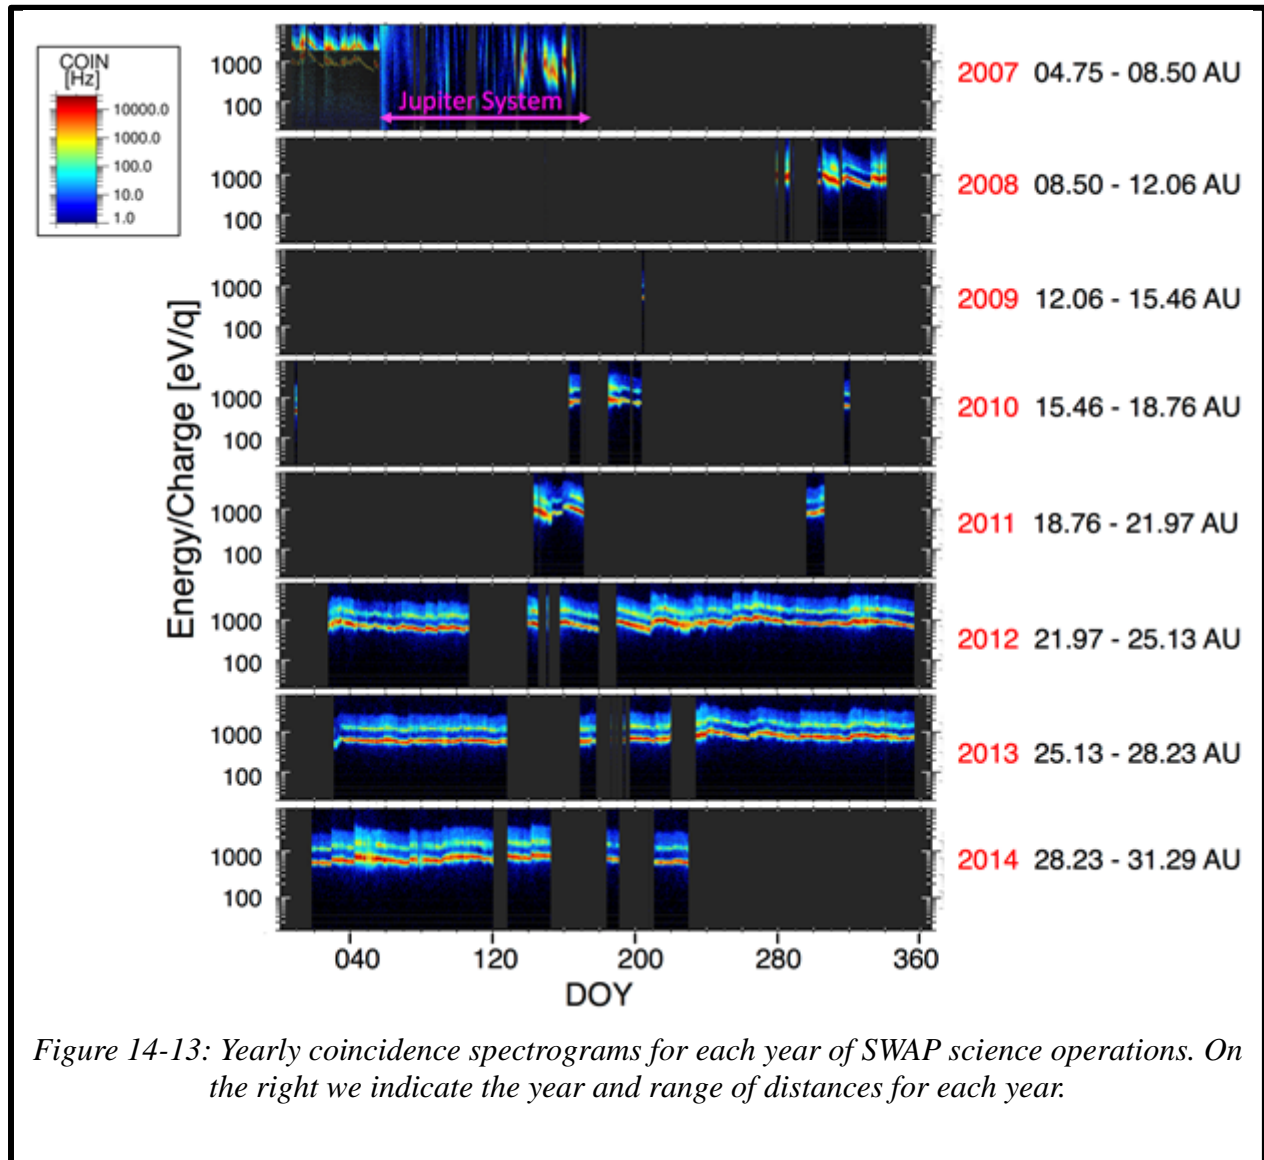 COIN
[Hz]
10000.0
1000.0
100.0
10.0
1.0
Energy/Charge [eV/q]
1000
100
Jupiter System
2007 04.75 - 08.50 AU
1000
100
2008 08.50 - 12.06 AU
1000
100
2009 12.06 - 15.46 AU
1000
100
2010 15.46 - 18.76 AU
1000
100
2011 18.76 - 21.97 AU
1000
100
2012 21.97 - 25.13 AU
1000
100
2013 25.13 - 28.23 AU
1000
100
2014 28.23 - 31.29 AU
040 120 200 280 360
DOY
Figure 14-13: Yearly coincidence spectrograms for each year of SWAP science operations. On
the right we indicate the year and range of distances for each year.